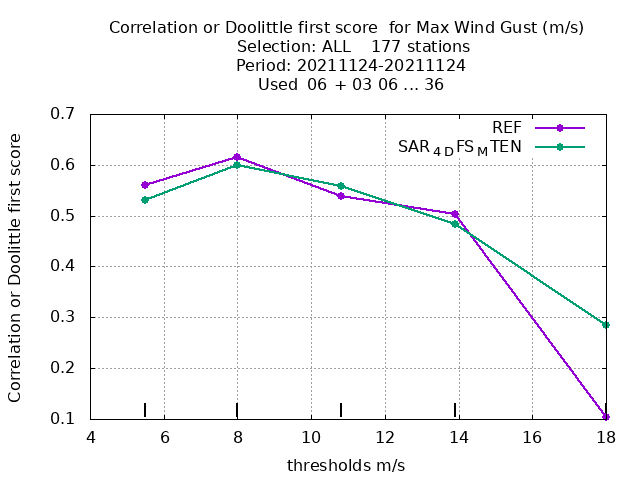 Correlation or Doolittle first score  for Max Wind Gust (m/s)
Selection: ALL    177 stations
Period: 20211124-20211124
Used  06 + 03 06 ... 36
REF
SAR4DFSMTEN
Correlation or Doolittle first score
0.7
0.6
0.5
0.4
0.3
0.2
0.1
4 6 8 10 12 14 16 18
thresholds m/s